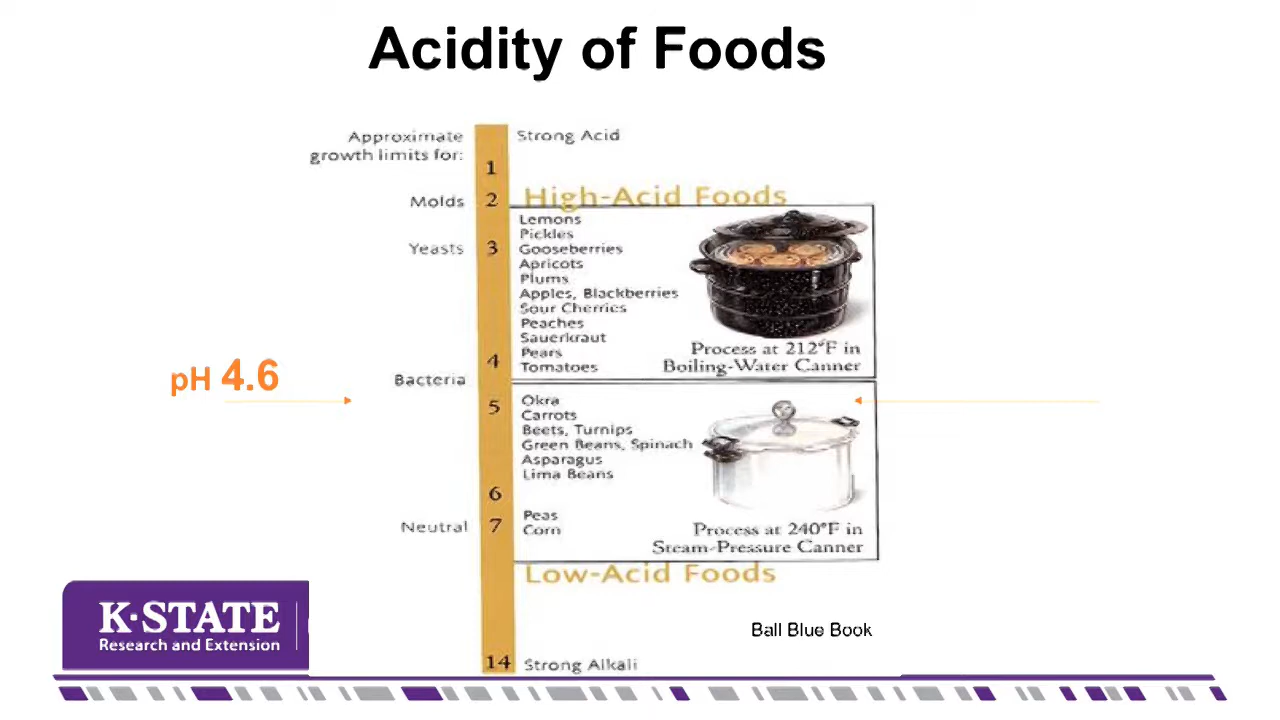 Acidity of Foods
Approximate
growth limits for:
Strong Acid
1
Molds
2
High-Acid Foods
Lemons
Pickles
Yeasts
3
Gooseberries
Apricots
Plums
Apples, Blackberries
Sour Cherries
Peaches
Sauerkraut
Pears
Tomatoes
Process at 212°F in
Boiling-Water Canner
4
pH 4.6
Bacteria
5
Okra
Carrots
Beets, Turnips
Green Beans, Spinach
Asparagus
Lima Beans
6
Neutral
7
Peas
Corn
Process at 240°F in
Steam-Pressure Canner
Low-Acid Foods
K·STATE
Research and Extension
Ball Blue Book
14
Strong Alkali